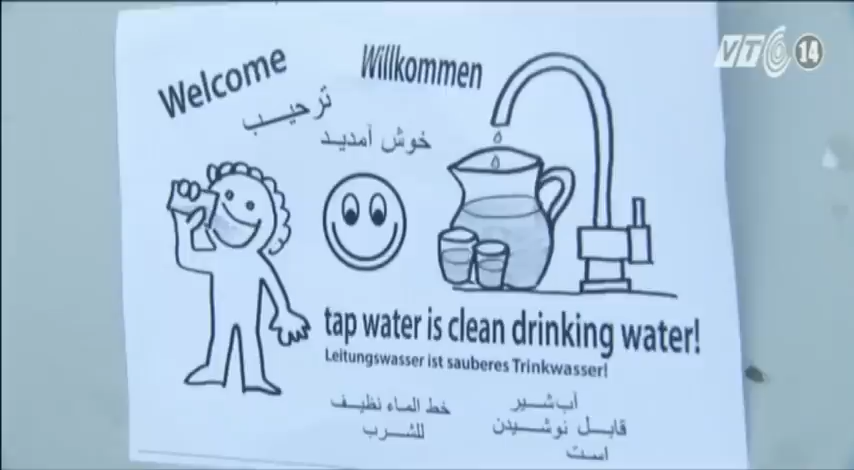 Welcome
Willkommen
VTC 14
ترحيب
خوش آمدید
tap water is clean drinking water!
Leitungswasser ist sauberes Trinkwasser!
خط الماء نظيف
للشرب
آب شیر
قابل نوشیدن
است